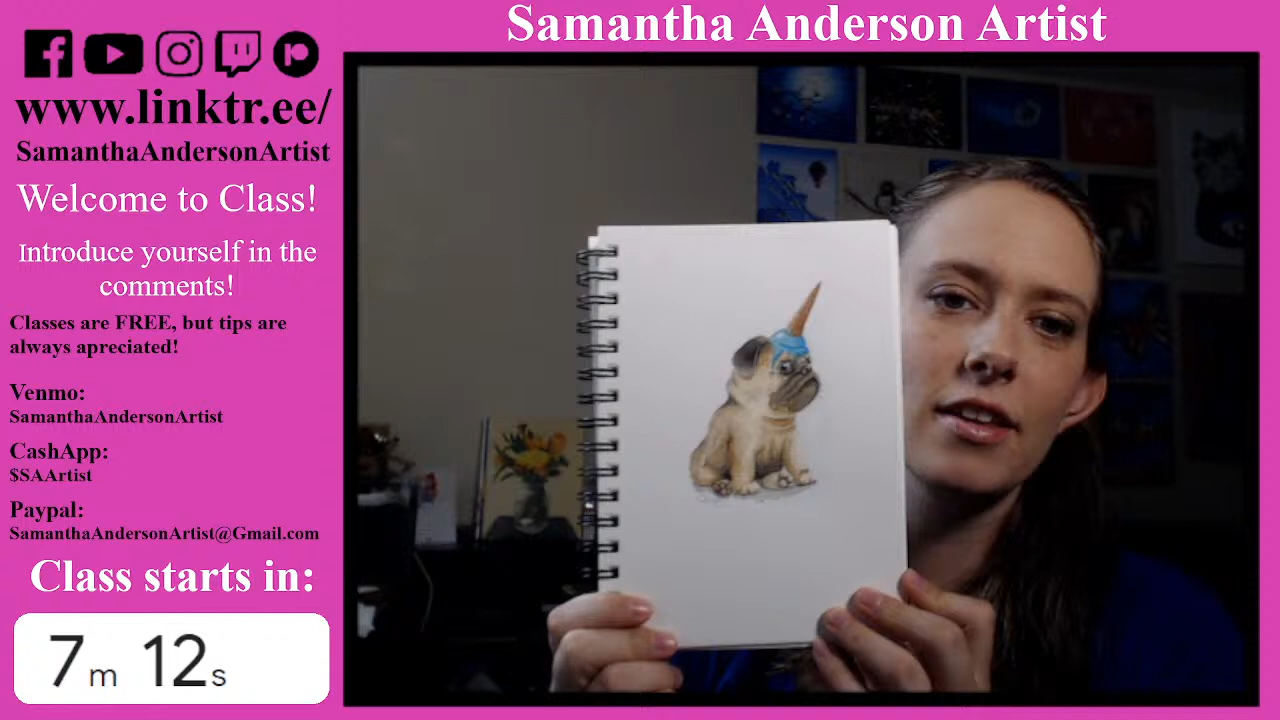 Samantha Anderson Artist
www.linktr.ee/
SamanthaAndersonArtist
Welcome to Class!
Introduce yourself in the
comments!
Classes are FREE, but tips are
always apreciated!
Venmo:
SamanthaAndersonArtist
CashApp:
$SAArtist
Paypal:
SamanthaAndersonArtist@Gmail.com
Class starts in:
7m 12s